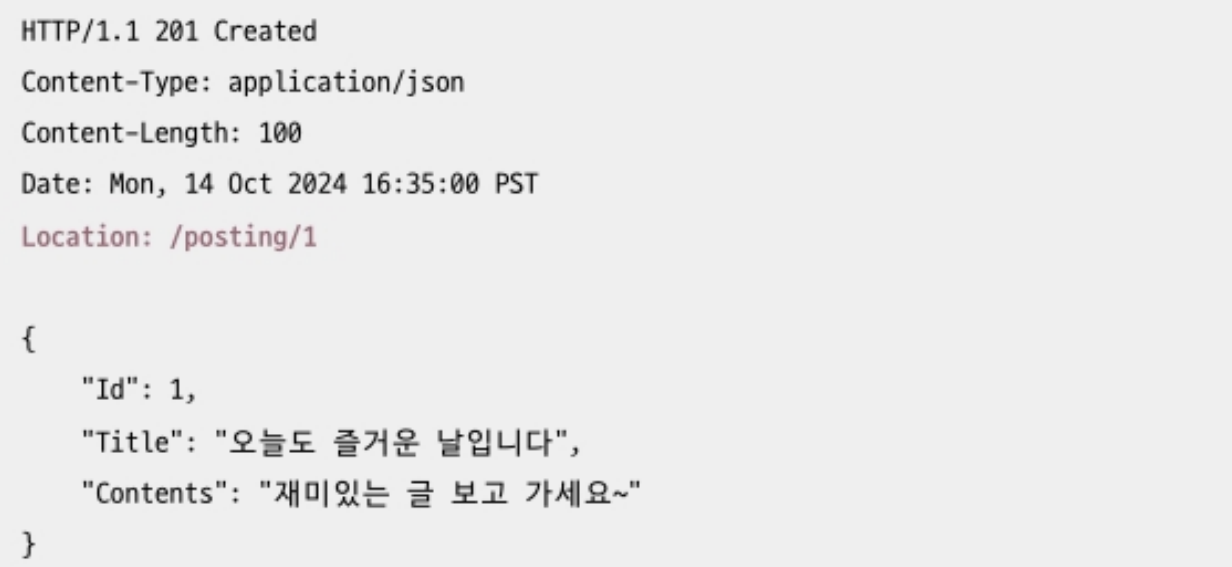 HTTP/1.1 201 Created
Content-Type: application/json
Content-Length: 100
Date: Mon, 14 Oct 2024 16:35:00 PST
Location: /posting/1
{
"Id": 1,
"Title": "오늘도 즐거운 날입니다",
"Contents": "재미있는 글 보고 가세요~"
}